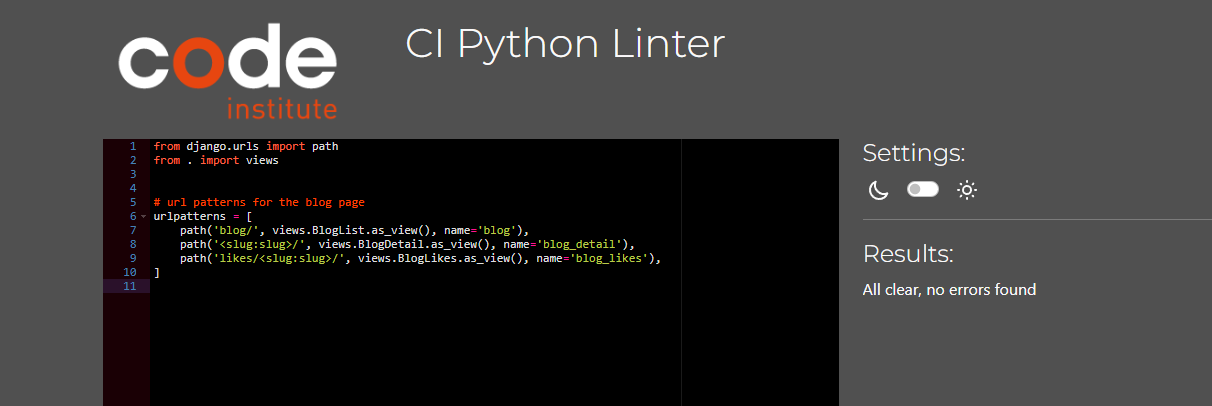 code
institute
CI Python Linter
1 from django.urls import path
2 from . import views
3
4
5 # url patterns for the blog page
6 urlpatterns = [
7     path('blog/', views.BlogList.as_view(), name='blog'),
8     path('<slug:slug>/', views.BlogDetail.as_view(), name='blog_detail'),
9     path('likes/<slug:slug>/', views.BlogLikes.as_view(), name='blog_likes'),
10 ]
11
Settings:
Results:
All clear, no errors found